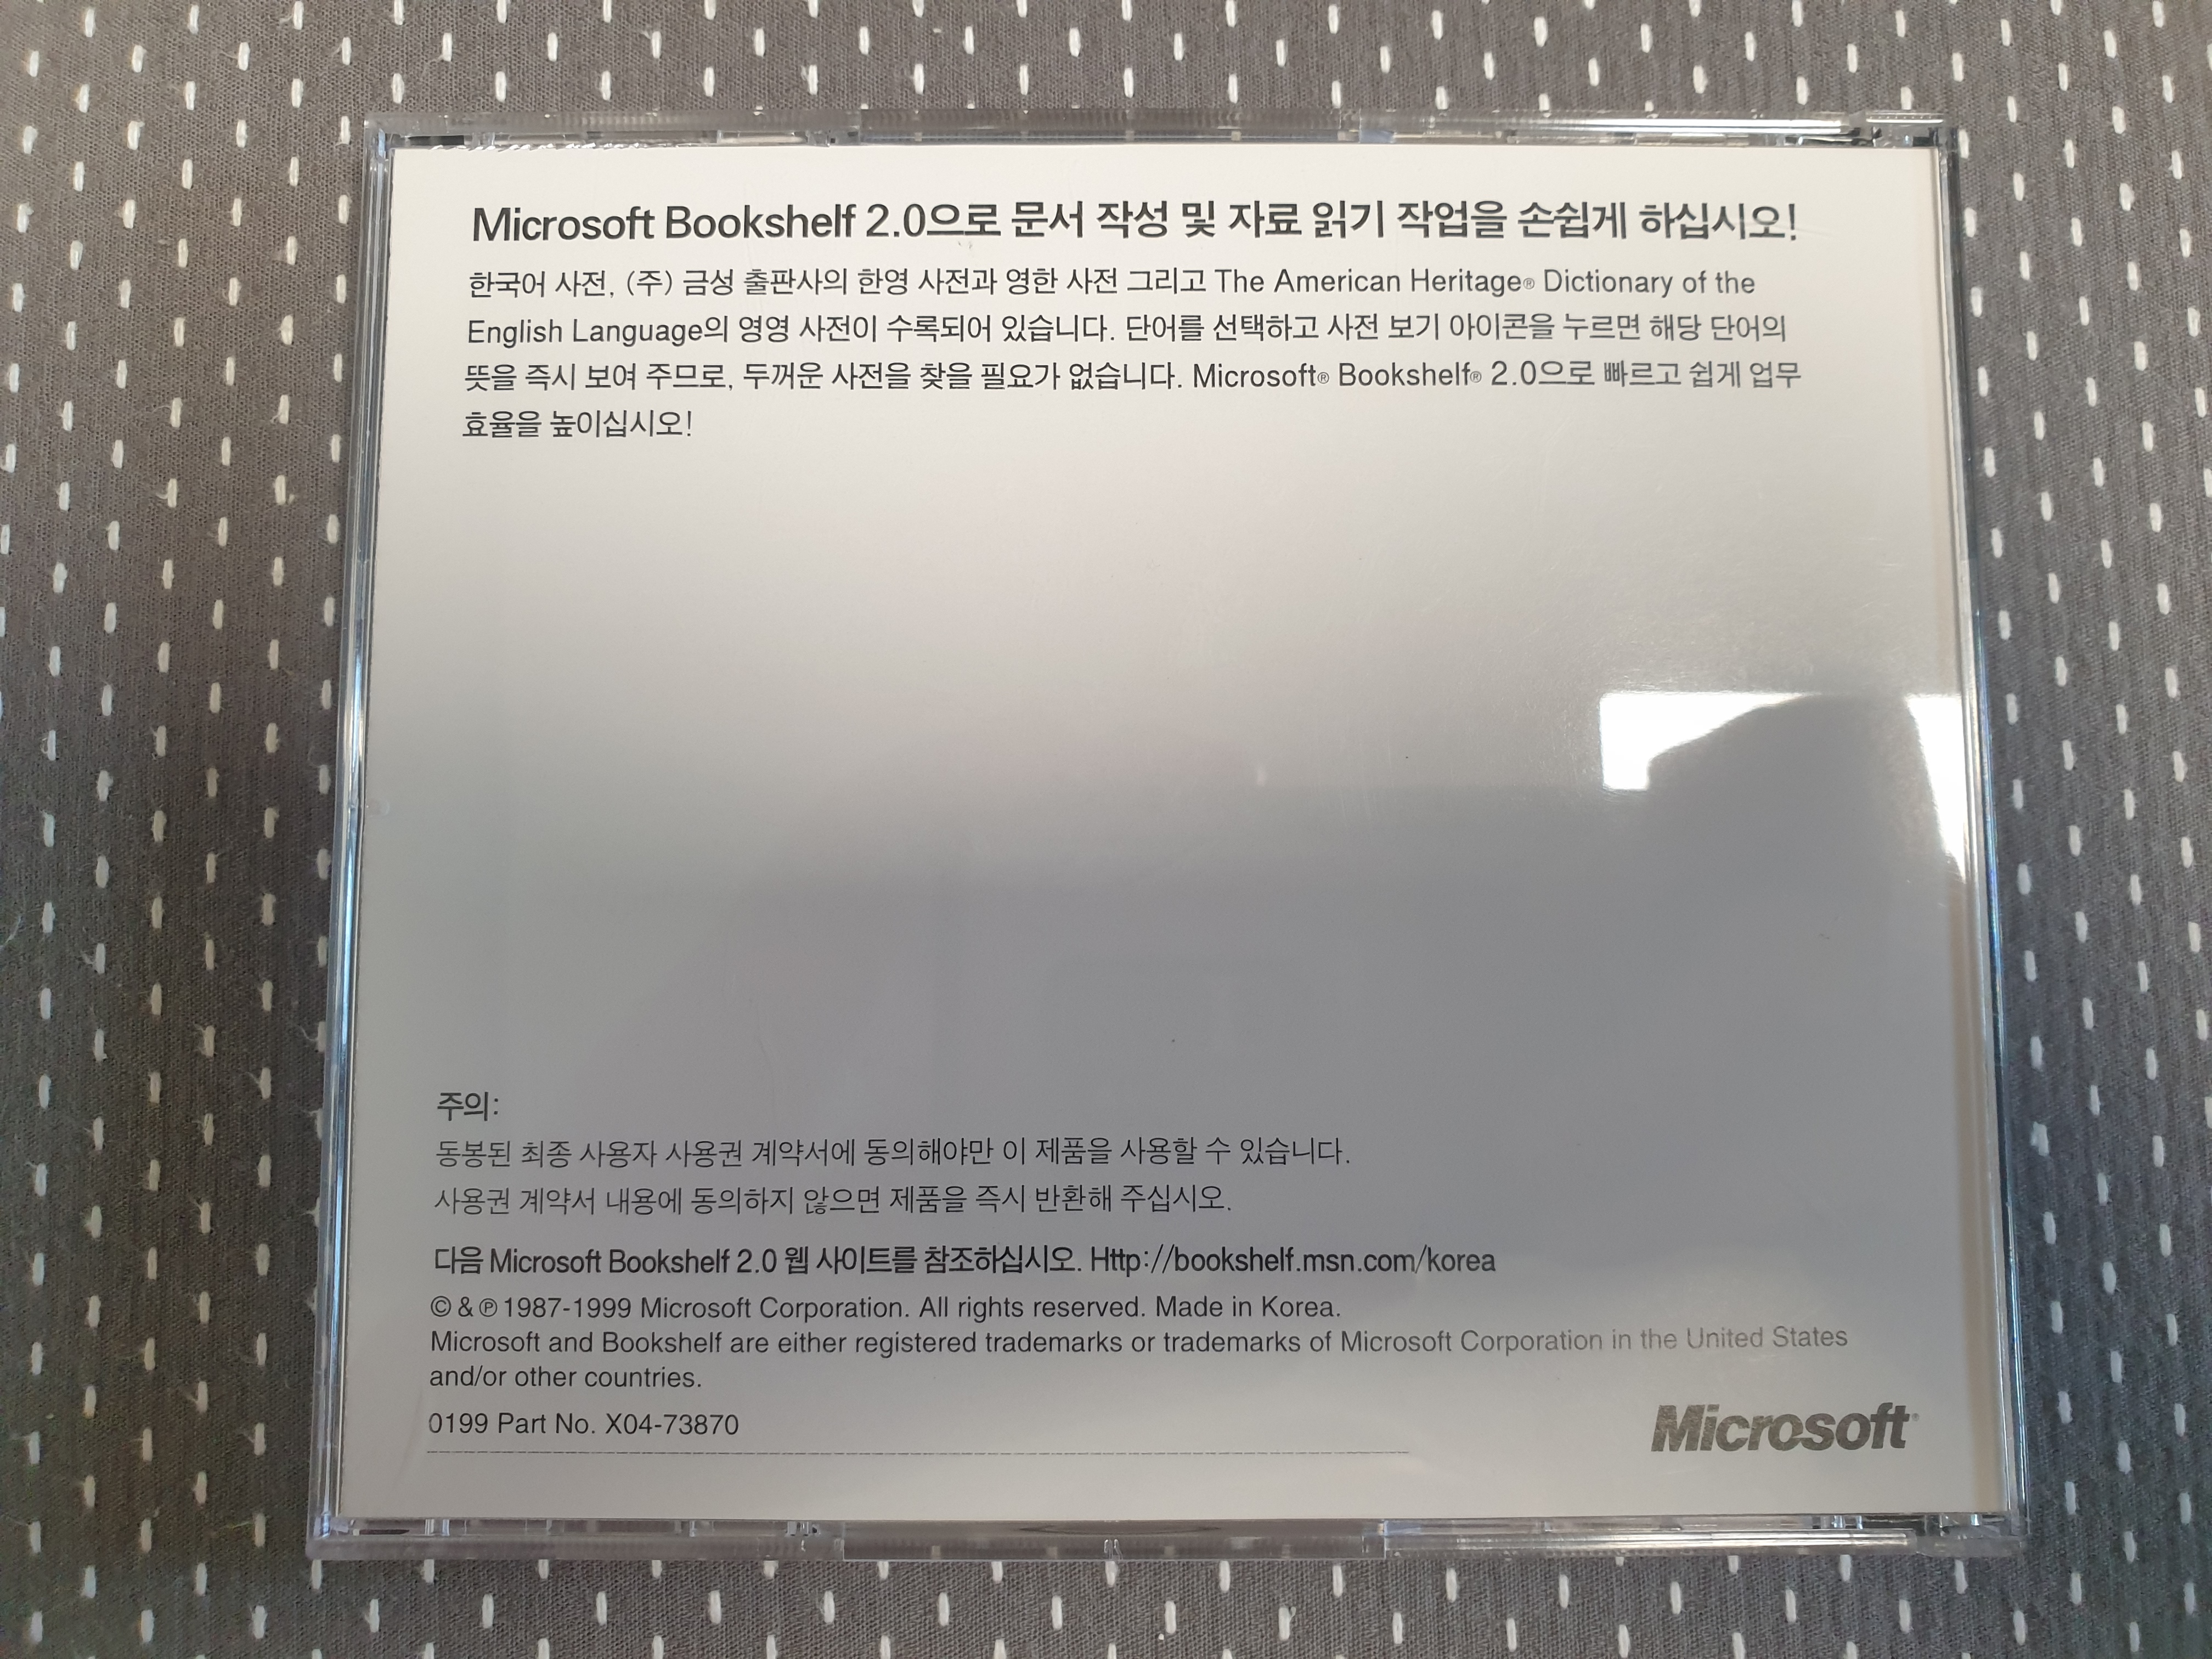 Microsoft Bookshelf 2.0으로 문서 작성 및 자료 읽기 작업을 손쉽게 하십시오!
한국어 사전, (주) 금성 출판사의 한영 사전과 영한 사전 그리고 The American Heritage® Dictionary of the
English Language의 영영 사전이 수록되어 있습니다. 단어를 선택하고 사전 보기 아이콘을 누르면 해당 단어의
뜻을 즉시 보여 주므로, 두꺼운 사전을 찾을 필요가 없습니다. Microsoft® Bookshelf® 2.0으로 빠르고 쉽게 업무
효율을 높이십시오!
주의:
동봉된 최종 사용자 사용권 계약서에 동의해야만 이 제품을 사용할 수 있습니다.
사용권 계약서 내용에 동의하지 않으면 제품을 즉시 반환해 주십시오.
다음 Microsoft Bookshelf 2.0 웹 사이트를 참조하십시오. Http://bookshelf.msn.com/korea
© & ℗ 1987-1999 Microsoft Corporation. All rights reserved. Made in Korea.
Microsoft and Bookshelf are either registered trademarks or trademarks of Microsoft Corporation in the United States
and/or other countries.
0199 Part No. X04-73870
Microsoft®